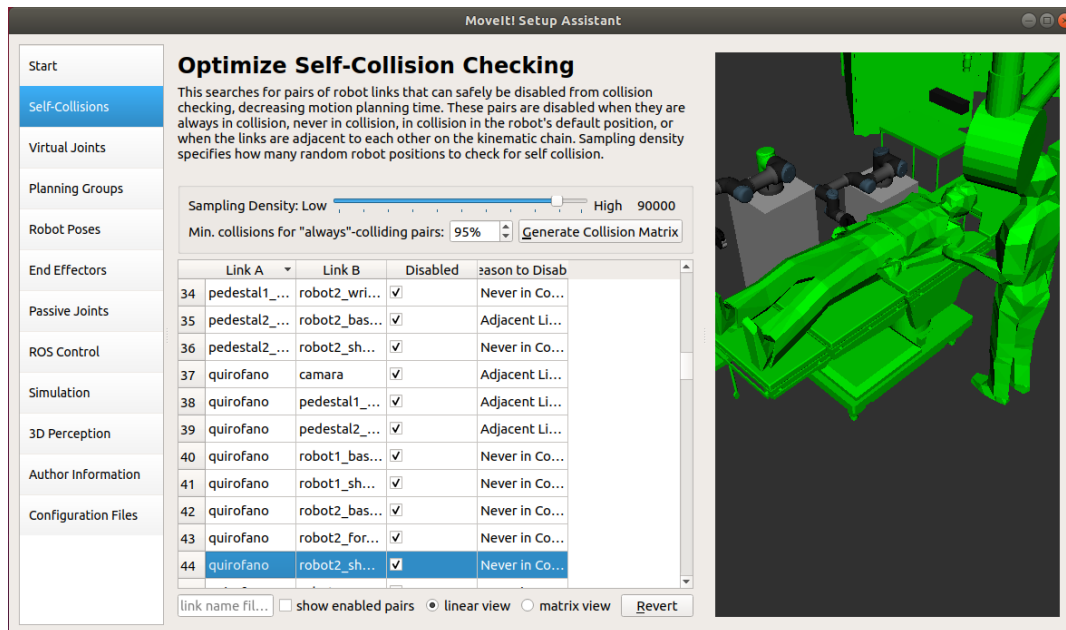 MoveIt! Setup Assistant
Start
Self-Collisions
Virtual Joints
Planning Groups
Robot Poses
End Effectors
Passive Joints
ROS Control
Simulation
3D Perception
Author Information
Configuration Files
Optimize Self-Collision Checking
This searches for pairs of robot links that can safely be disabled from collision
checking, decreasing motion planning time. These pairs are disabled when they are
always in collision, never in collision, in collision in the robot's default position, or
when the links are adjacent to each other on the kinematic chain. Sampling density
specifies how many random robot positions to check for self collision.
Sampling Density: Low High 90000
Min. collisions for "always"-colliding pairs: 95% Generate Collision Matrix
Link A Link B Disabled eason to Disab
34 pedestal1_... robot2_wri... Never in Co...
35 pedestal2_... robot2_bas... Adjacent Li...
36 pedestal2_... robot2_sh... Never in Co...
37 quirofano camara Adjacent Li...
38 quirofano pedestal1_... Adjacent Li...
39 quirofano pedestal2_... Adjacent Li...
40 quirofano robot1_bas... Never in Co...
41 quirofano robot1_sh... Never in Co...
42 quirofano robot2_bas... Never in Co...
43 quirofano robot2_for... Never in Co...
44 quirofano robot2_sh... Never in Co...
link name fil... show enabled pairs linear view matrix view Revert